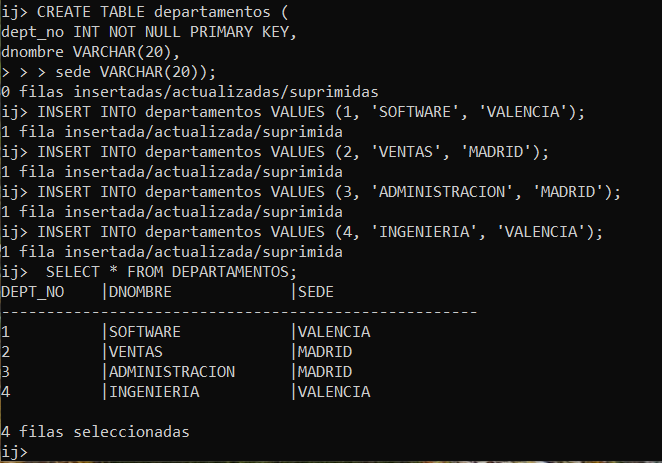 ij> CREATE TABLE departamentos (
dept_no INT NOT NULL PRIMARY KEY,
dnombre VARCHAR(20),
> > > sede VARCHAR(20));
0 filas insertadas/actualizadas/suprimidas
ij> INSERT INTO departamentos VALUES (1, 'SOFTWARE', 'VALENCIA');
1 fila insertada/actualizada/suprimida
ij> INSERT INTO departamentos VALUES (2, 'VENTAS', 'MADRID');
1 fila insertada/actualizada/suprimida
ij> INSERT INTO departamentos VALUES (3, 'ADMINISTRACION', 'MADRID');
1 fila insertada/actualizada/suprimida
ij> INSERT INTO departamentos VALUES (4, 'INGENIERIA', 'VALENCIA');
1 fila insertada/actualizada/suprimida
ij>  SELECT * FROM DEPARTAMENTOS;
DEPT_NO    |DNOMBRE             |SEDE
-----------------------------------------------------
1          |SOFTWARE            |VALENCIA
2          |VENTAS              |MADRID
3          |ADMINISTRACION      |MADRID
4          |INGENIERIA          |VALENCIA
4 filas seleccionadas
ij>